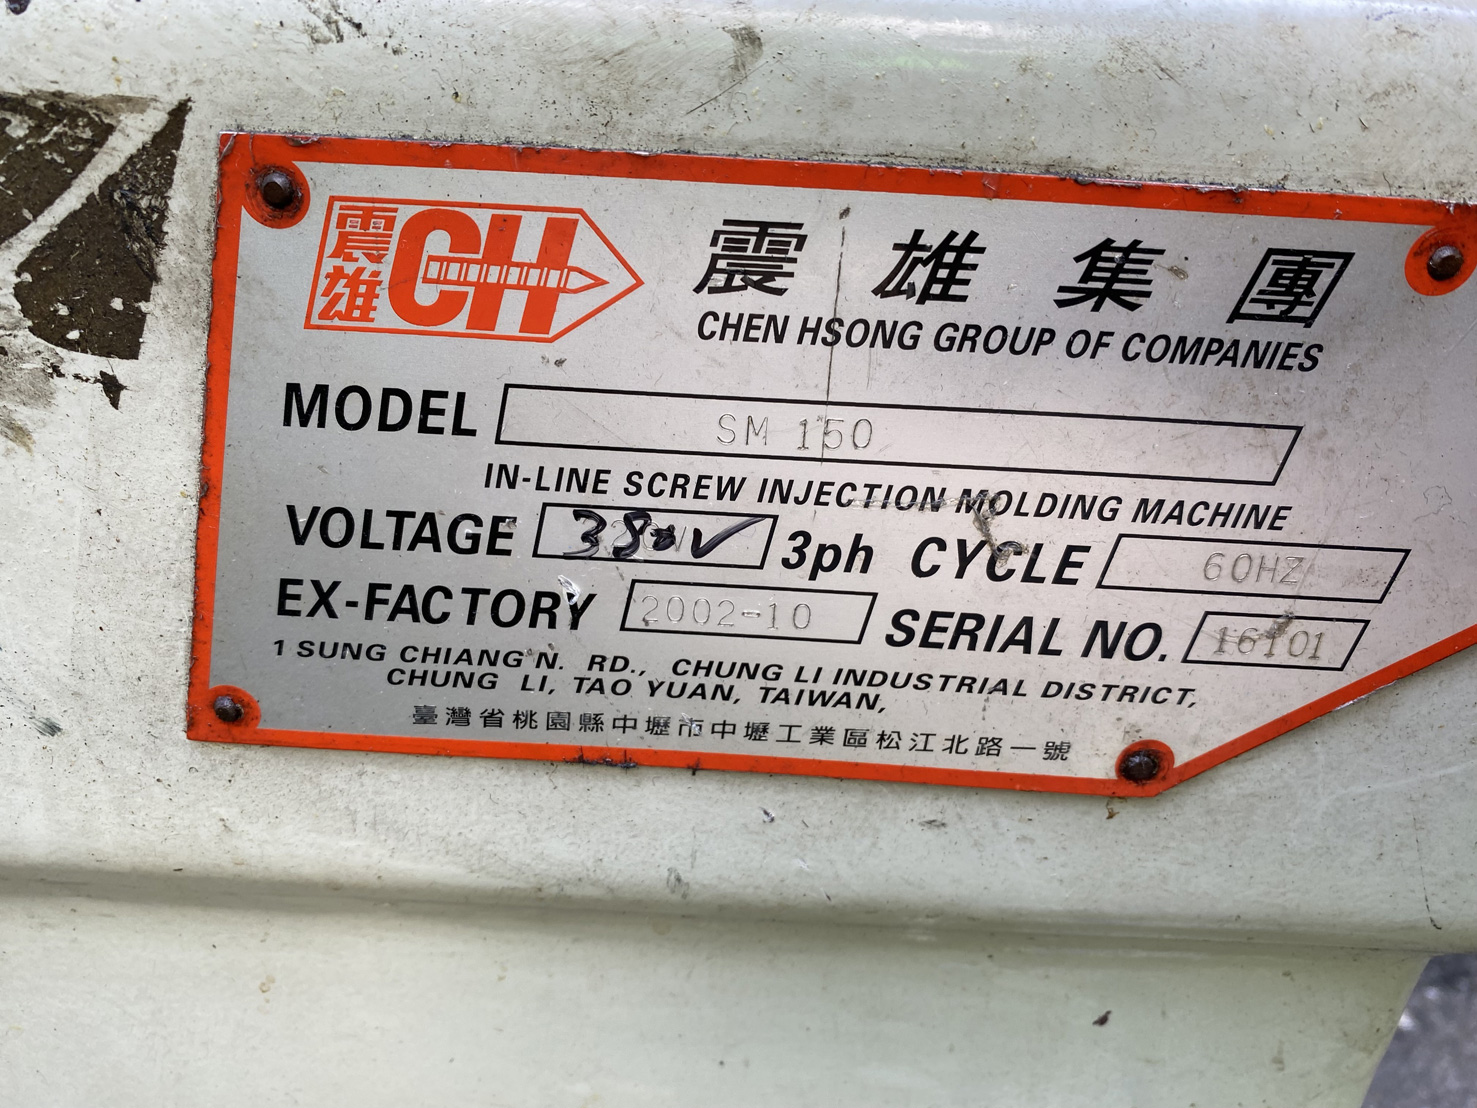 震雄 CH
震雄集團
CHEN HSONG GROUP OF COMPANIES
MODEL SM 150
IN-LINE SCREW INJECTION MOLDING MACHINE
VOLTAGE 380V 3ph CYCLE 60HZ
EX-FACTORY 2002-10 SERIAL NO.
1 SUNG CHIANG N. RD., CHUNG LI INDUSTRIAL DISTRICT,
CHUNG LI, TAO YUAN, TAIWAN,
臺灣省桃園縣中壢市中壢工業區松江北路一號